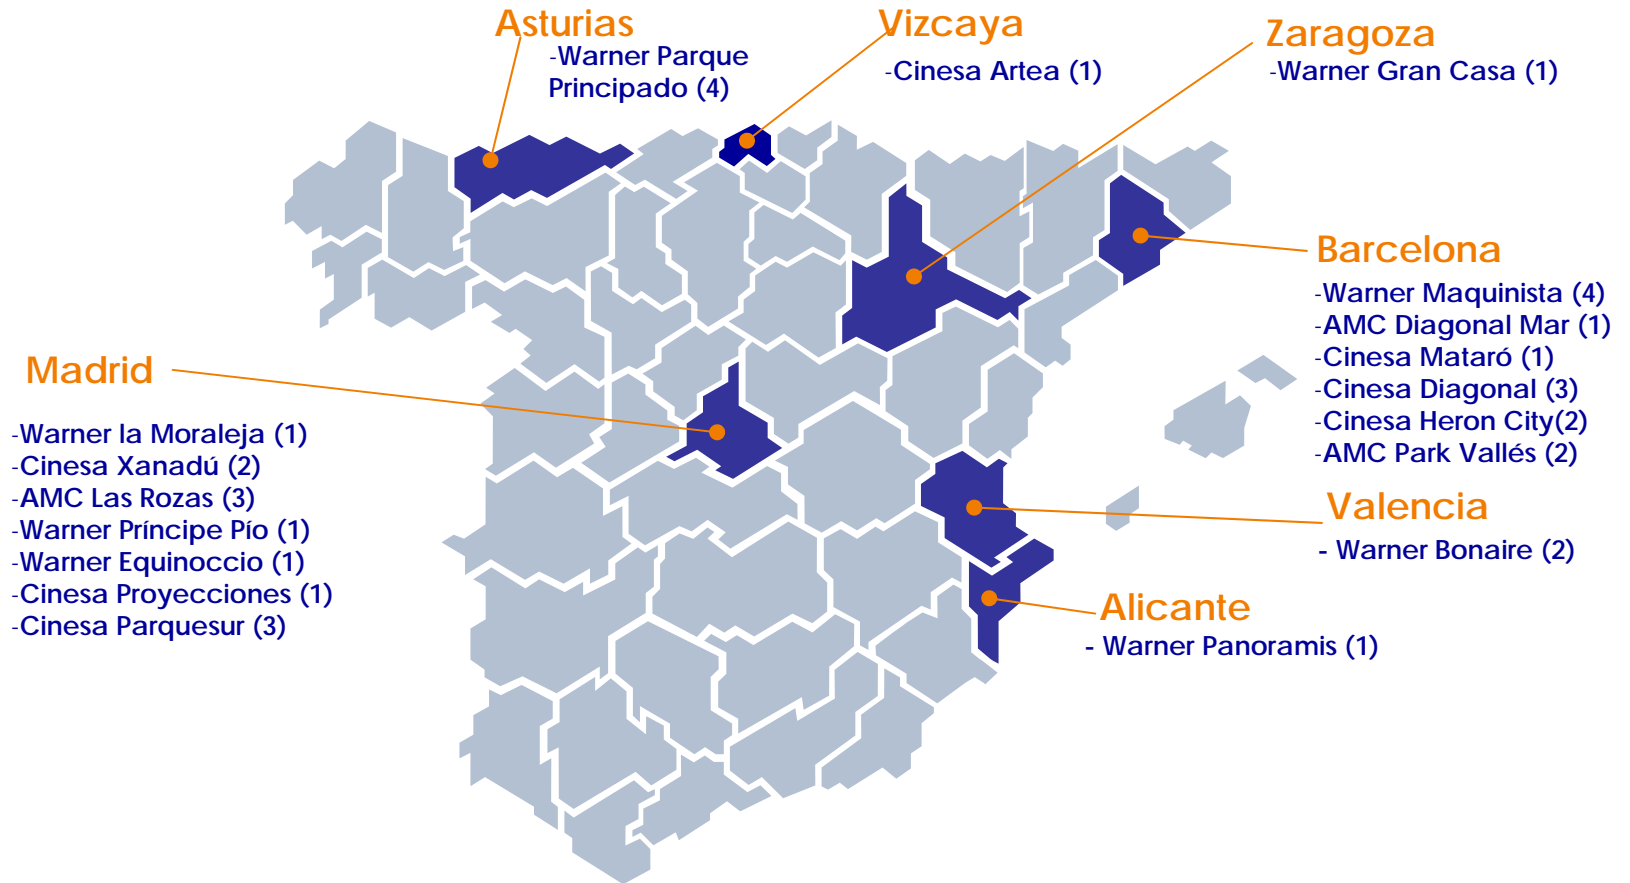 Asturias
-Warner Parque
Principado (4)
Vizcaya
-Cinesa Artea (1)
Zaragoza
-Warner Gran Casa (1)
Barcelona
-Warner Maquinista (4)
-AMC Diagonal Mar (1)
-Cinesa Mataró (1)
-Cinesa Diagonal (3)
-Cinesa Heron City(2)
-AMC Park Vallés (2)
Madrid
-Warner la Moraleja (1)
-Cinesa Xanadú (2)
-AMC Las Rozas (3)
-Warner Príncipe Pío (1)
-Warner Equinoccio (1)
-Cinesa Proyecciones (1)
-Cinesa Parquesur (3)
Valencia
- Warner Bonaire (2)
Alicante
- Warner Panoramis (1)